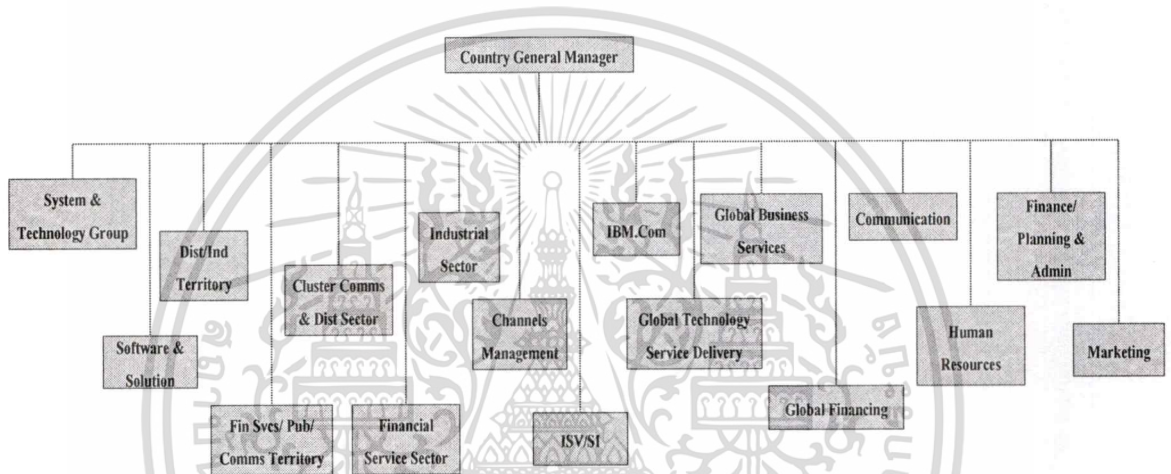 Country General Manager
System &
Technology Group
Software &
Solution
Dist/Ind
Territory
Fin Svcs/ Pub/
Comms Territory
Cluster Comms
& Dist Sector
Financial
Service Sector
Industrial
Sector
Channels
Management
ISV/SI
IBM.Com
Global Technology
Service Delivery
Global Business
Services
Global Financing
Communication
Human
Resources
Finance/
Planning &
Admin
Marketing